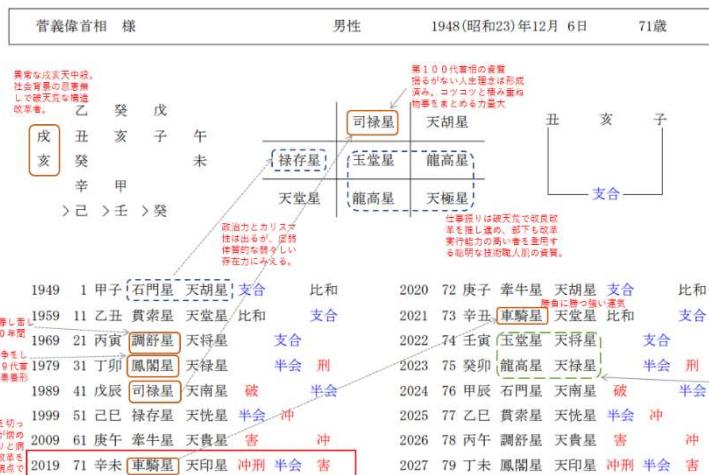 菅義偉首相　様　男性　1948(昭和23)年12月 6日　71歳
異常な戌亥天中殺。
社会背景の恩恵無
しで破天荒な構造
改革者。
第１００代首相の資質
揺るがない人生理念は形成
済み。コツコツと積み重ね
物事をまとめる力量大
乙　癸　戊
戌　丑　亥　子　午
亥　癸　未
辛　甲
＞己　＞壬　＞癸
司禄星　天胡星
禄存星　玉堂星　龍高星
天堂星　龍高星　天極星
丑　亥　子
支合
政治力とカリスマ
性は出るが、
体質的な弱々しい
存在力にみえる。
仕事振りは破天荒で改良改
革を推し進め、部下も改革
実行能力の高い者を登用す
る聡明な技術職人肌の資質。
1949　1　甲子　石門星　天胡星　支合　比和
1959　11　乙丑　貫索星　天堂星　比和　支合
1969　21　丙寅　調舒星　天将星　支合
1979　31　丁卯　鳳閣星　天禄星　半会　刑
1989　41　戊辰　司禄星　天南星　破　半会
1999　51　己巳　禄存星　天恍星　半会　冲
2009　61　庚午　牽牛星　天貴星　害　冲
2019　71　辛未　車騎星　天印星　冲刑　半会　害
2020　72　庚子　牽牛星　天胡星　支合　比和
勝負に勝つ強い運気
2021　73　辛丑　車騎星　天堂星　比和　支合
2022　74　壬寅　玉堂星　天将星　支合
2023　75　癸卯　龍高星　天禄星　半会　刑
2024　76　甲辰　石門星　天南星　破　半会
2025　77　乙巳　貫索星　天恍星　半会　冲
2026　78　丙午　調舒星　天貴星　害　冲
2027　79　丁未　鳳閣星　天印星　冲刑　半会　害